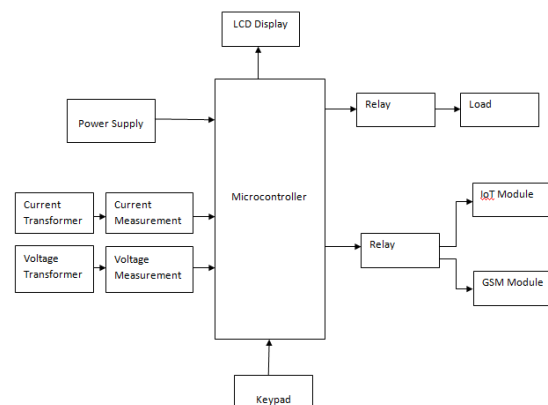 LCD Display
Relay
Load
Power Supply
Microcontroller
IoT Module
Current
Transformer
Current
Measurement
Relay
Voltage
Transformer
Voltage
Measurement
GSM Module
Keypad